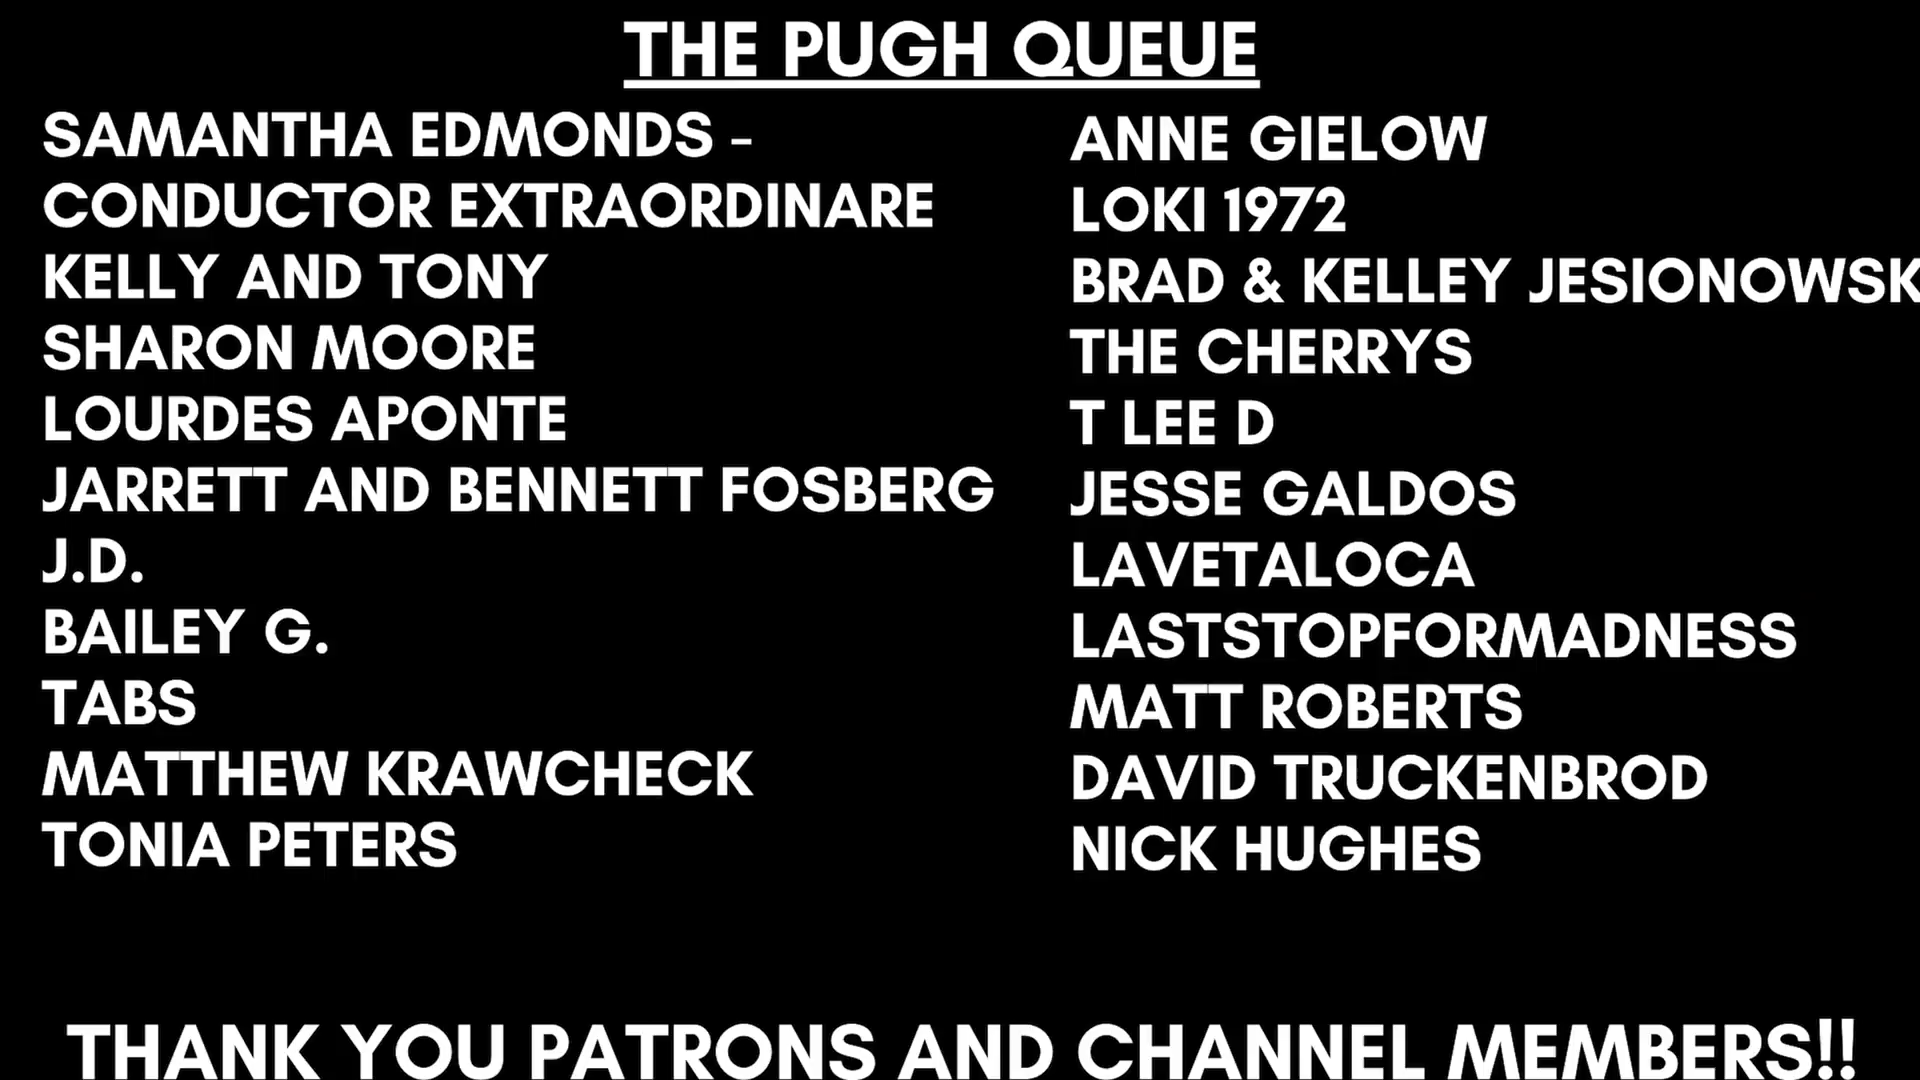 THE PUGH QUEUE
SAMANTHA EDMONDS -
CONDUCTOR EXTRAORDINARE
KELLY AND TONY
SHARON MOORE
LOURDES APONTE
JARRETT AND BENNETT FOSBERG
J.D.
BAILEY G.
TABS
MATTHEW KRAWCHECK
TONIA PETERS
ANNE GIELOW
LOKI 1972
BRAD & KELLEY JESIONOWSK
THE CHERRYS
T LEE D
JESSE GALDOS
LAVETALOCA
LASTSTOPFORMADNESS
MATT ROBERTS
DAVID TRUCKENBROD
NICK HUGHES
THANK YOU PATRONS AND CHANNEL MEMBERS!!